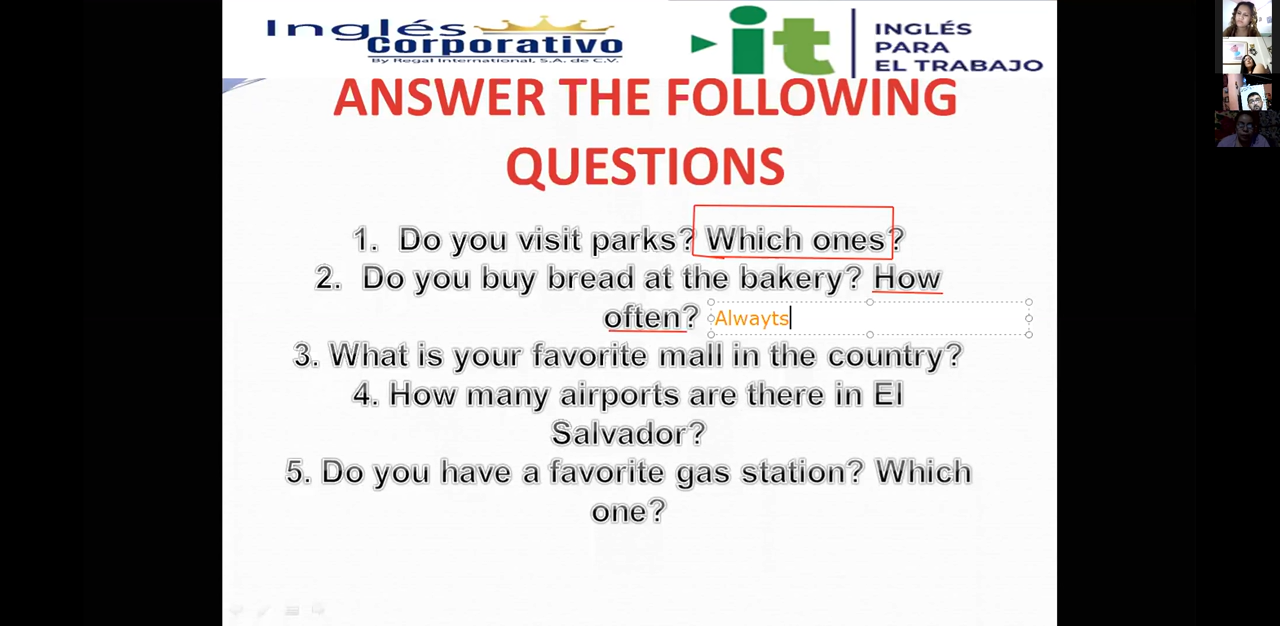 Inglés
Corporativo
By Regal International, S.A. de C.V.
it
INGLÉS
PARA
EL TRABAJO
ANSWER THE FOLLOWING
QUESTIONS
1. Do you visit parks? Which ones?
2. Do you buy bread at the bakery? How
often? Alwayts
3. What is your favorite mall in the country?
4. How many airports are there in El
Salvador?
5. Do you have a favorite gas station? Which
one?